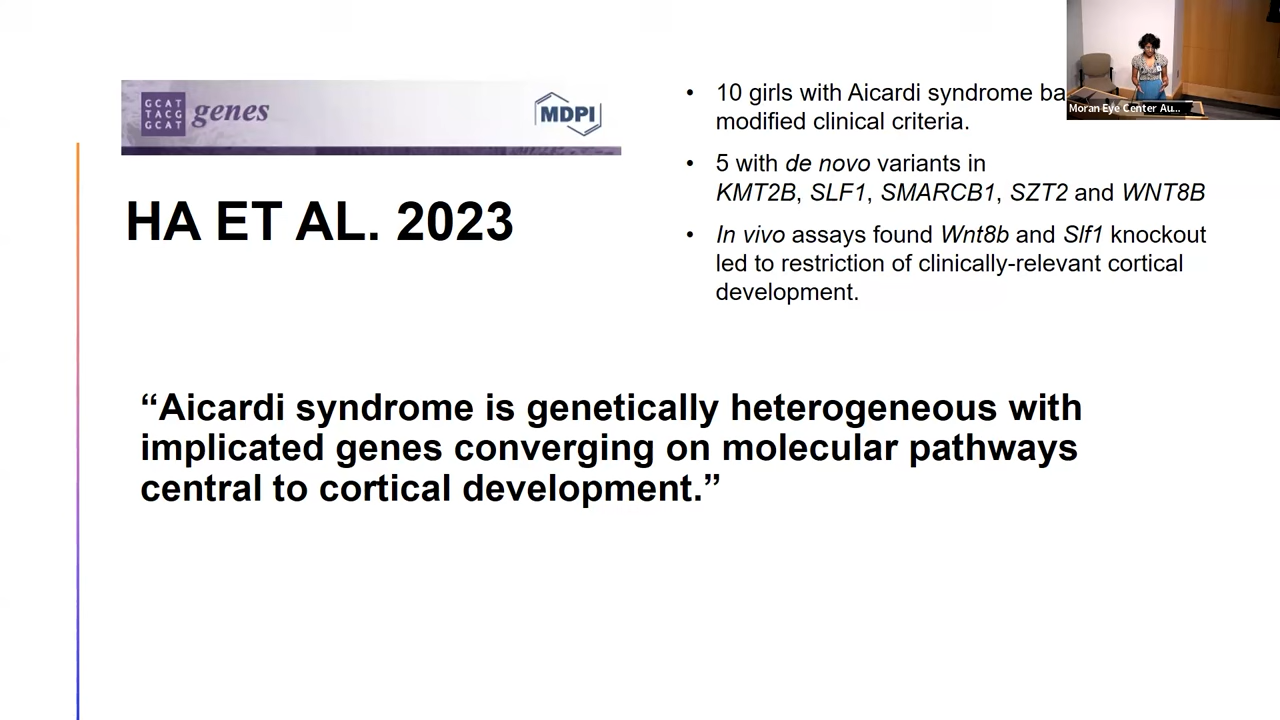 GCAT
TACG
GCAT
genes
MDPI
HA ET AL. 2023
• 10 girls with Aicardi syndrome
modified clinical criteria.
• 5 with de novo variants in
KMT2B, SLF1, SMARCB1, SZT2 and WNT8B
• In vivo assays found Wnt8b and Slf1 knockout
led to restriction of clinically-relevant cortical
development.
Moran Eye Center Au...
“Aicardi syndrome is genetically heterogeneous with
implicated genes converging on molecular pathways
central to cortical development.”